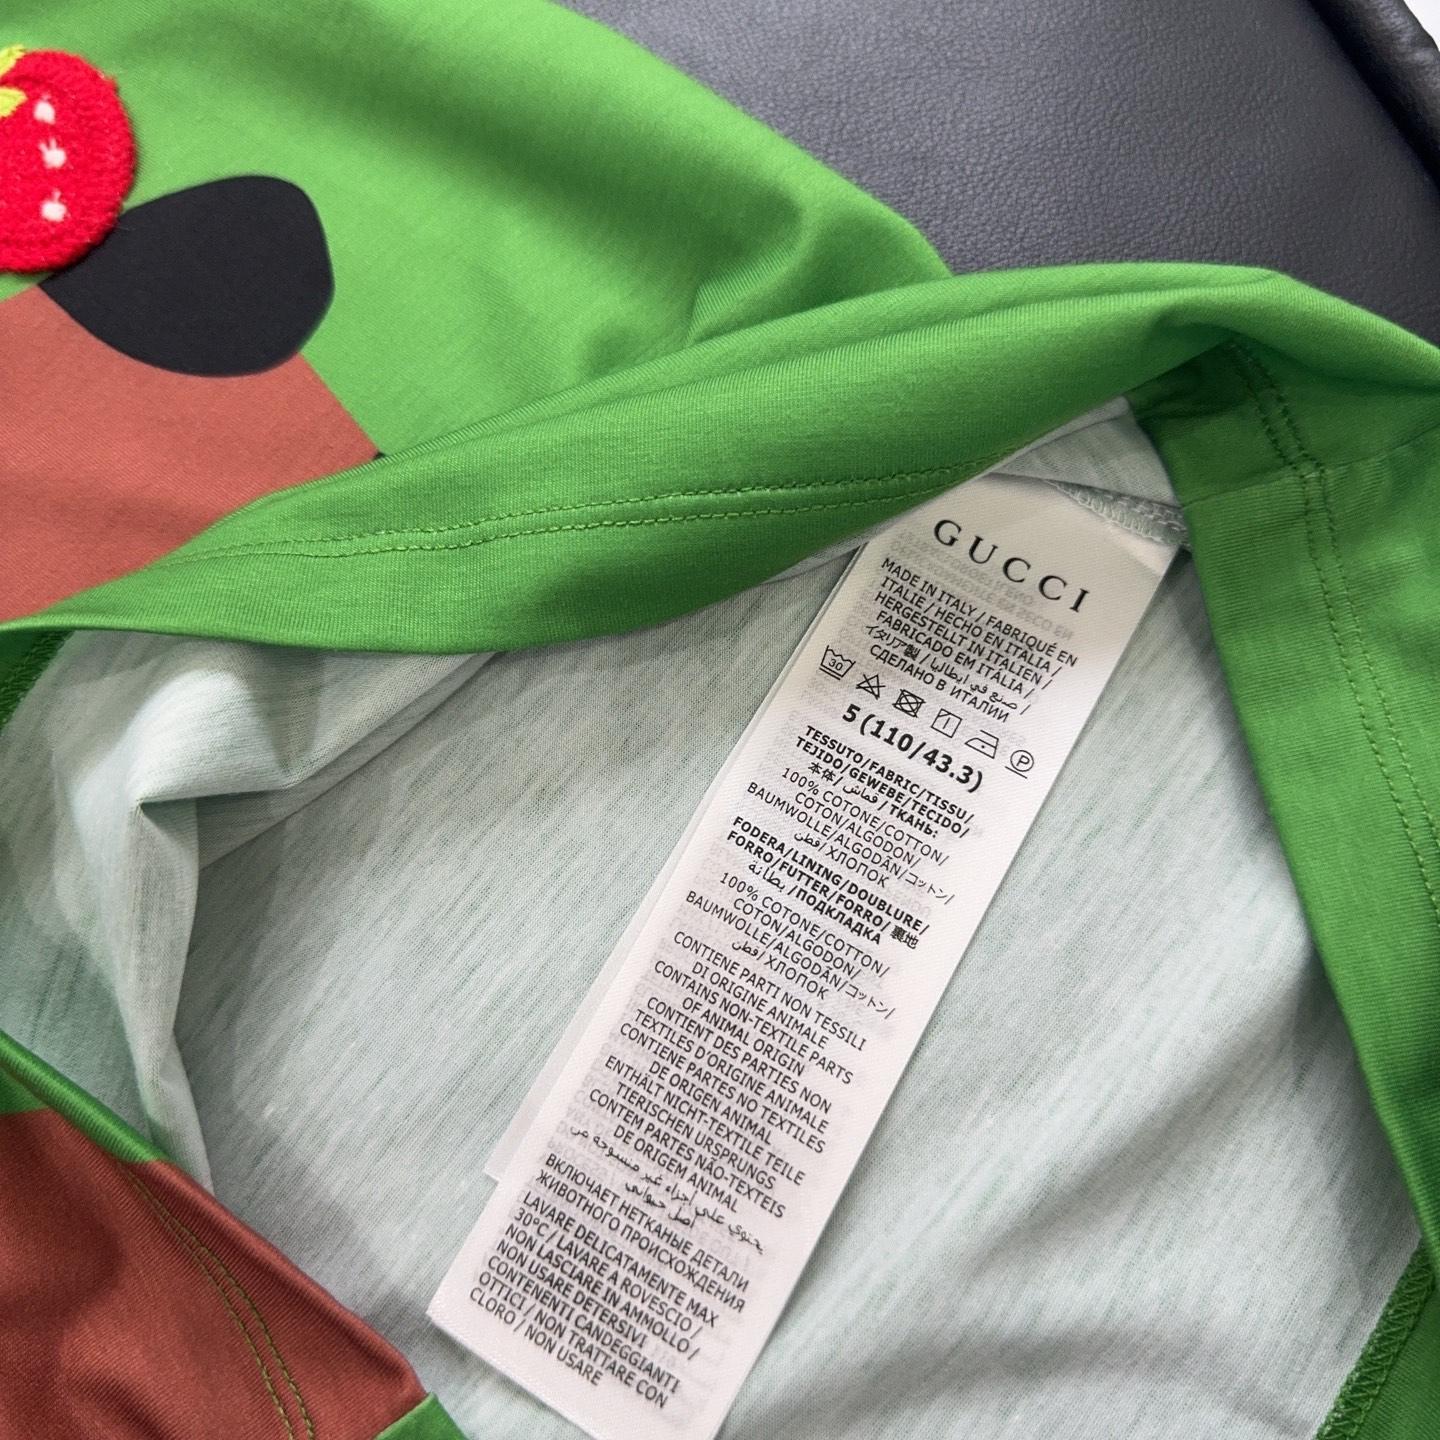 GUCCI
MADE IN ITALY / FABRIQUÉ EN
ITALIE / HECHO EN ITALIA /
HERGESTELLT IN ITALIEN /
FABRICADO EM ITÁLIA /
イタリア製 / صنع في ايطاليا /
СДЕЛАНО В ИТАЛИИ
30
P
5 (110/43.3)
TESSUTO/FABRIC/TISSU/
TEJIDO/GEWEBE/TECIDO/
本体/قماش/ТКАНЬ:
100% COTONE/COTTON/
COTON/ALGODON/
BAUMWOLLE/ALGODÃN/コットン/
قطن/ХЛОПОК
FODERA/LINING/DOUBLURE/
FORRO/FUTTER/FORRO/裏地
بطانة/ПОДКЛАДКА
100% COTONE/COTTON/
COTON/ALGODON/
BAUMWOLLE/ALGODÃN/コットン/
قطن/ХЛОПОК
CONTIENE PARTI NON TESSILI
DI ORIGINE ANIMALE
CONTAINS NON-TEXTILE PARTS
OF ANIMAL ORIGIN
CONTIENT DES PARTIES NON
TEXTILES D'ORIGINE ANIMALE
CONTIENE PARTES NO TEXTILES
DE ORIGEN ANIMAL
ENTHÄLT NICHT-TEXTILE TEILE
TIERISCHEN URSPRUNGS
CONTEM PARTES NÃO-TEXTEIS
DE ORIGEM ANIMAL
يحتوي على أجزاء غير منسوجة من
أصل حيواني
ВКЛЮЧАЕТ НЕТКАНЫЕ ДЕТАЛИ
ЖИВОТНОГО ПРОИСХОЖДЕНИЯ
LAVARE DELICATAMENTE MAX
30°C / LAVARE A ROVESCIO /
NON LASCIARE IN AMMOLLO /
NON USARE DETERSIVI
CONTENENTI CANDEGGIANTI
OTTICI / NON TRATTARE CON
CLORO / NON USARE